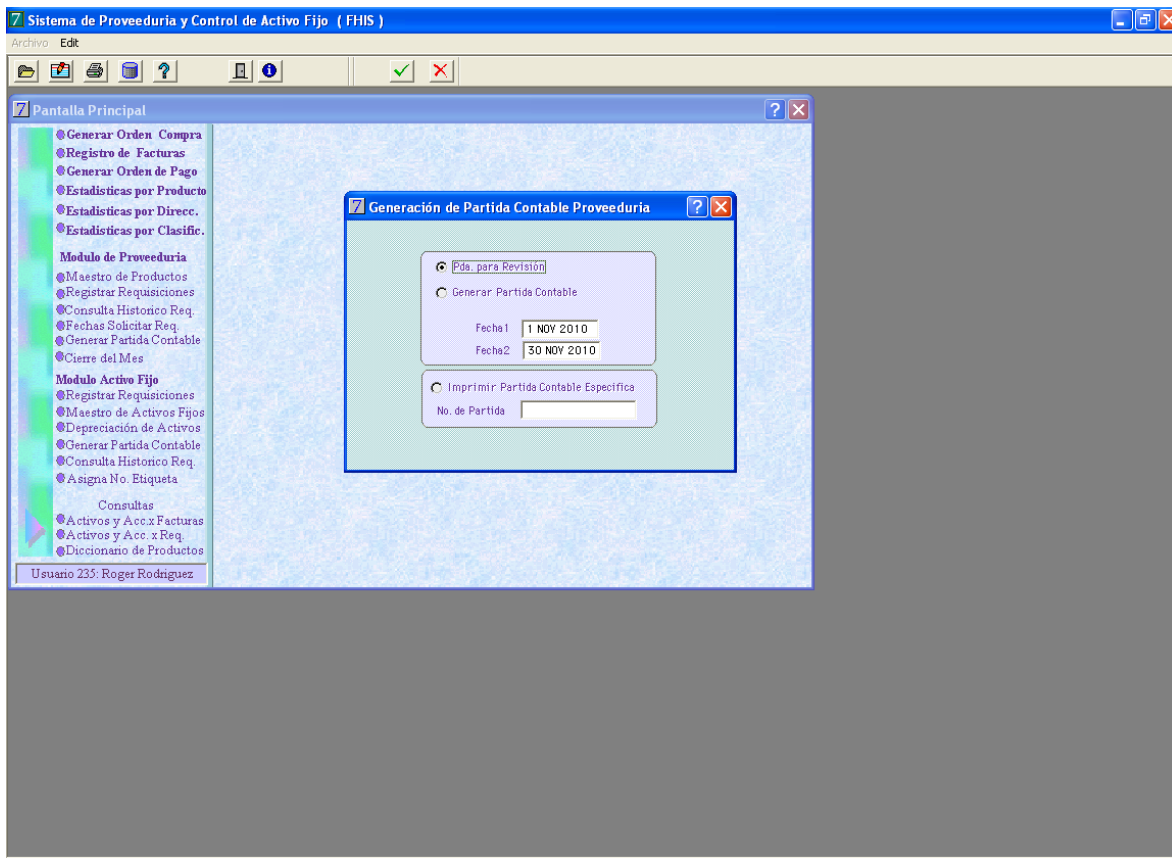 Sistema de Proveeduria y Control de Activo Fijo ( FHIS )
Archivo Edit
Pantalla Principal
Generar Orden Compra
Registro de Facturas
Generar Orden de Pago
Estadisticas por Producto
Estadisticas por Direcc.
Estadisticas por Clasific.
Modulo de Proveeduria
Maestro de Productos
Registrar Requisiciones
Consulta Historico Req.
Fechas Solicitar Req.
Generar Partida Contable
Cierre del Mes
Modulo Activo Fijo
Registrar Requisiciones
Maestro de Activos Fijos
Depreciación de Activos
Generar Partida Contable
Consulta Historico Req.
Asigna No. Etiqueta
Consultas
Activos y Acc.x Facturas
Activos y Acc. x Req.
Diccionario de Productos
Usuario 235: Roger Rodriguez
Generación de Partida Contable Proveeduria
Pda. para Revisión
Generar Partida Contable
Fecha1 1 NOV 2010
Fecha2 30 NOV 2010
Imprimir Partida Contable Especifica
No. de Partida